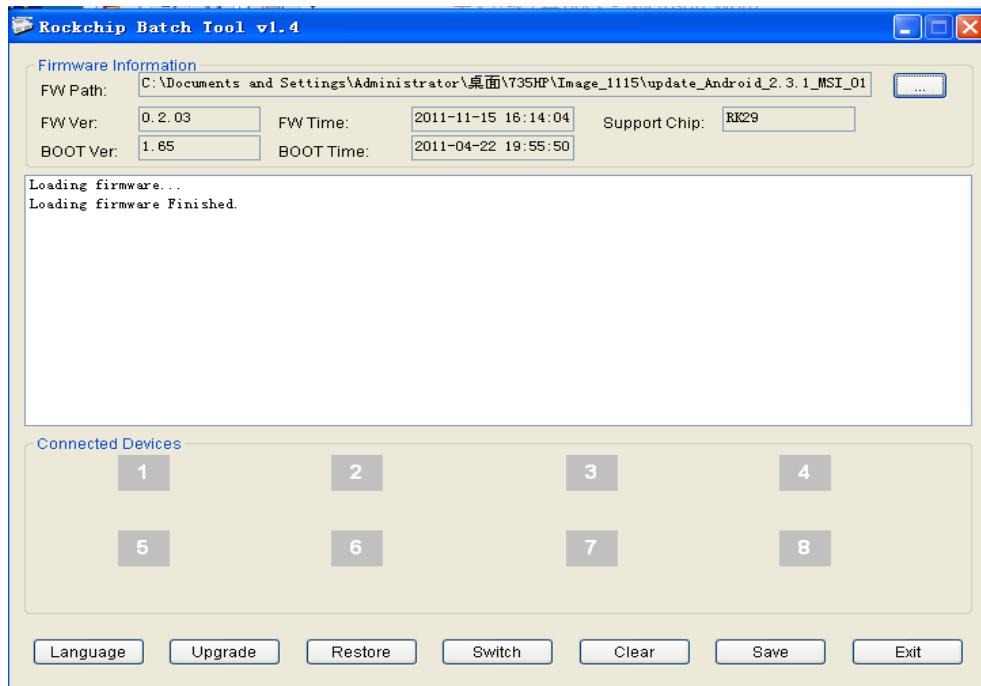 Rockchip Batch Tool v1.4
Firmware Information
FW Path: C:\Documents and Settings\Administrator\桌面\735HP\Image_1115\update_Android_2.3.1_MSI_01 ...
FW Ver: 0.2.03 FW Time: 2011-11-15 16:14:04 Support Chip: RK29
BOOT Ver: 1.65 BOOT Time: 2011-04-22 19:55:50
Loading firmware...
Loading firmware Finished.
Connected Devices
1 2 3 4
5 6 7 8
Language Upgrade Restore Switch Clear Save Exit